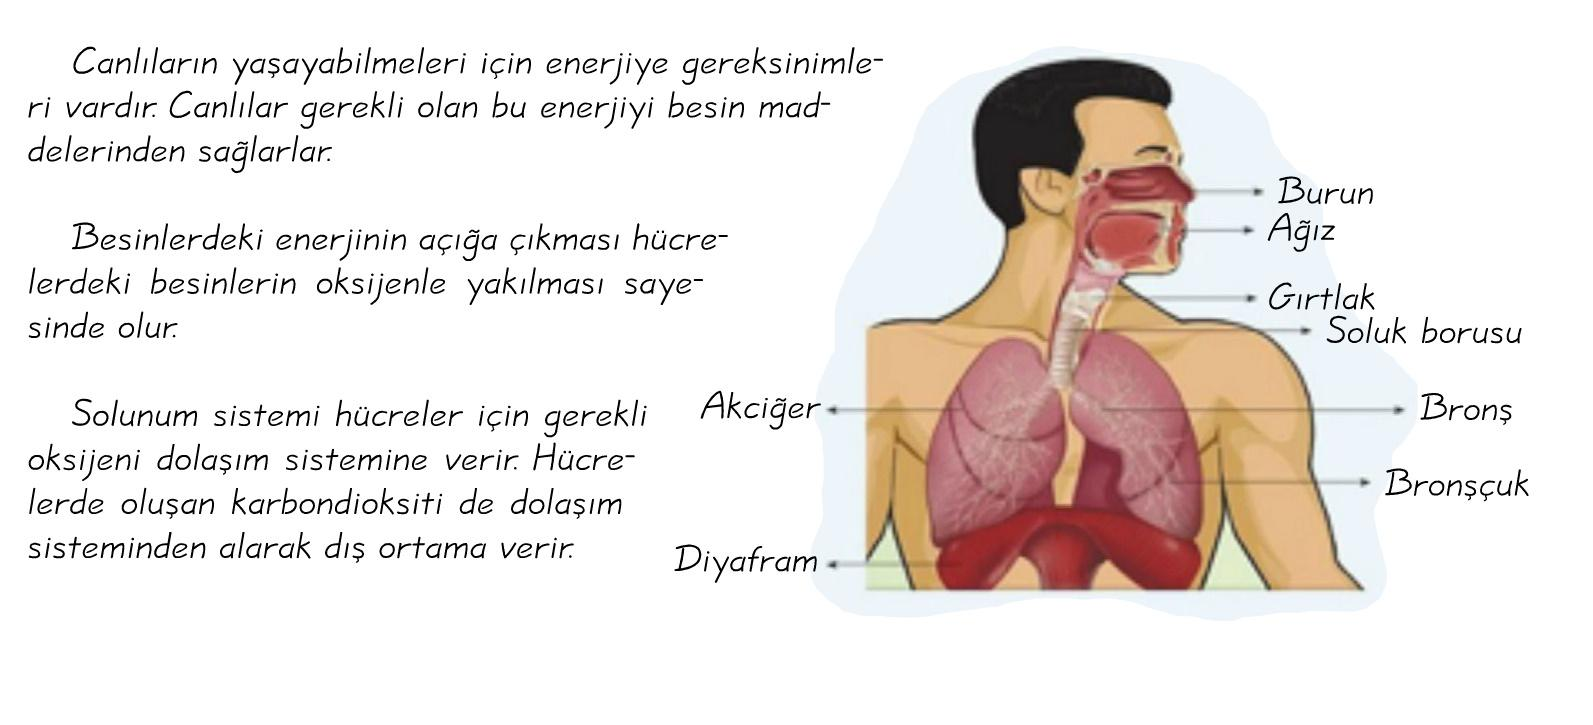 Canlıların yaşayabilmeleri için enerjiye gereksinimle-
ri vardır. Canlılar gerekli olan bu enerjiyi besin mad-
delerinden sağlarlar.
Besinlerdeki enerjinin açığa çıkması hücre-
lerdeki besinlerin oksijenle yakılması saye-
sinde olur.
Solunum sistemi hücreler için gerekli
oksijeni dolaşım sistemine verir. Hücre-
lerde oluşan karbondioksiti de dolaşım
sisteminden alarak dış ortama verir.
Burun
Ağız
Gırtlak
Soluk borusu
Akciğer
Bronş
Bronşçuk
Diyafram